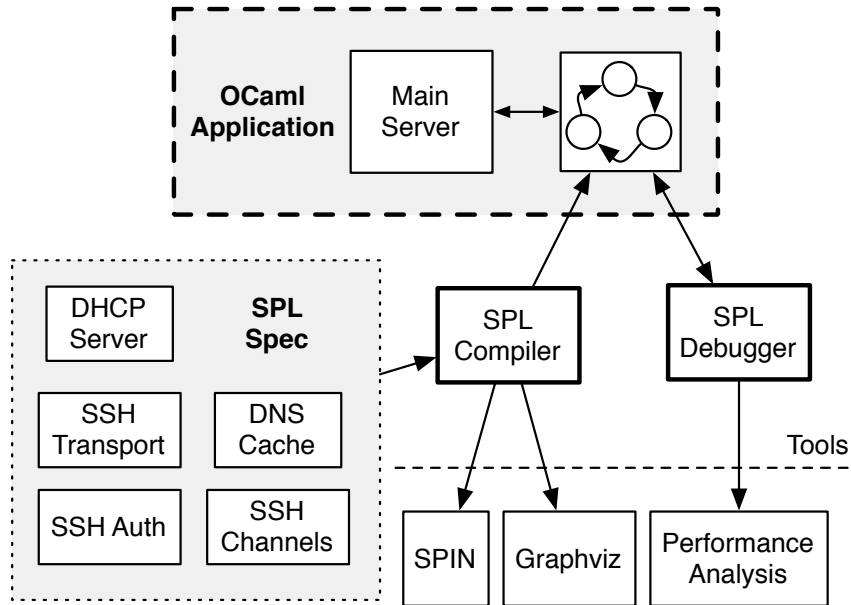 OCaml
Application
Main
Server
DHCP
Server
SPL
Spec
SSH
Transport
DNS
Cache
SSH Auth
SSH
Channels
SPL
Compiler
SPL
Debugger
Tools
SPIN
Graphviz
Performance
Analysis